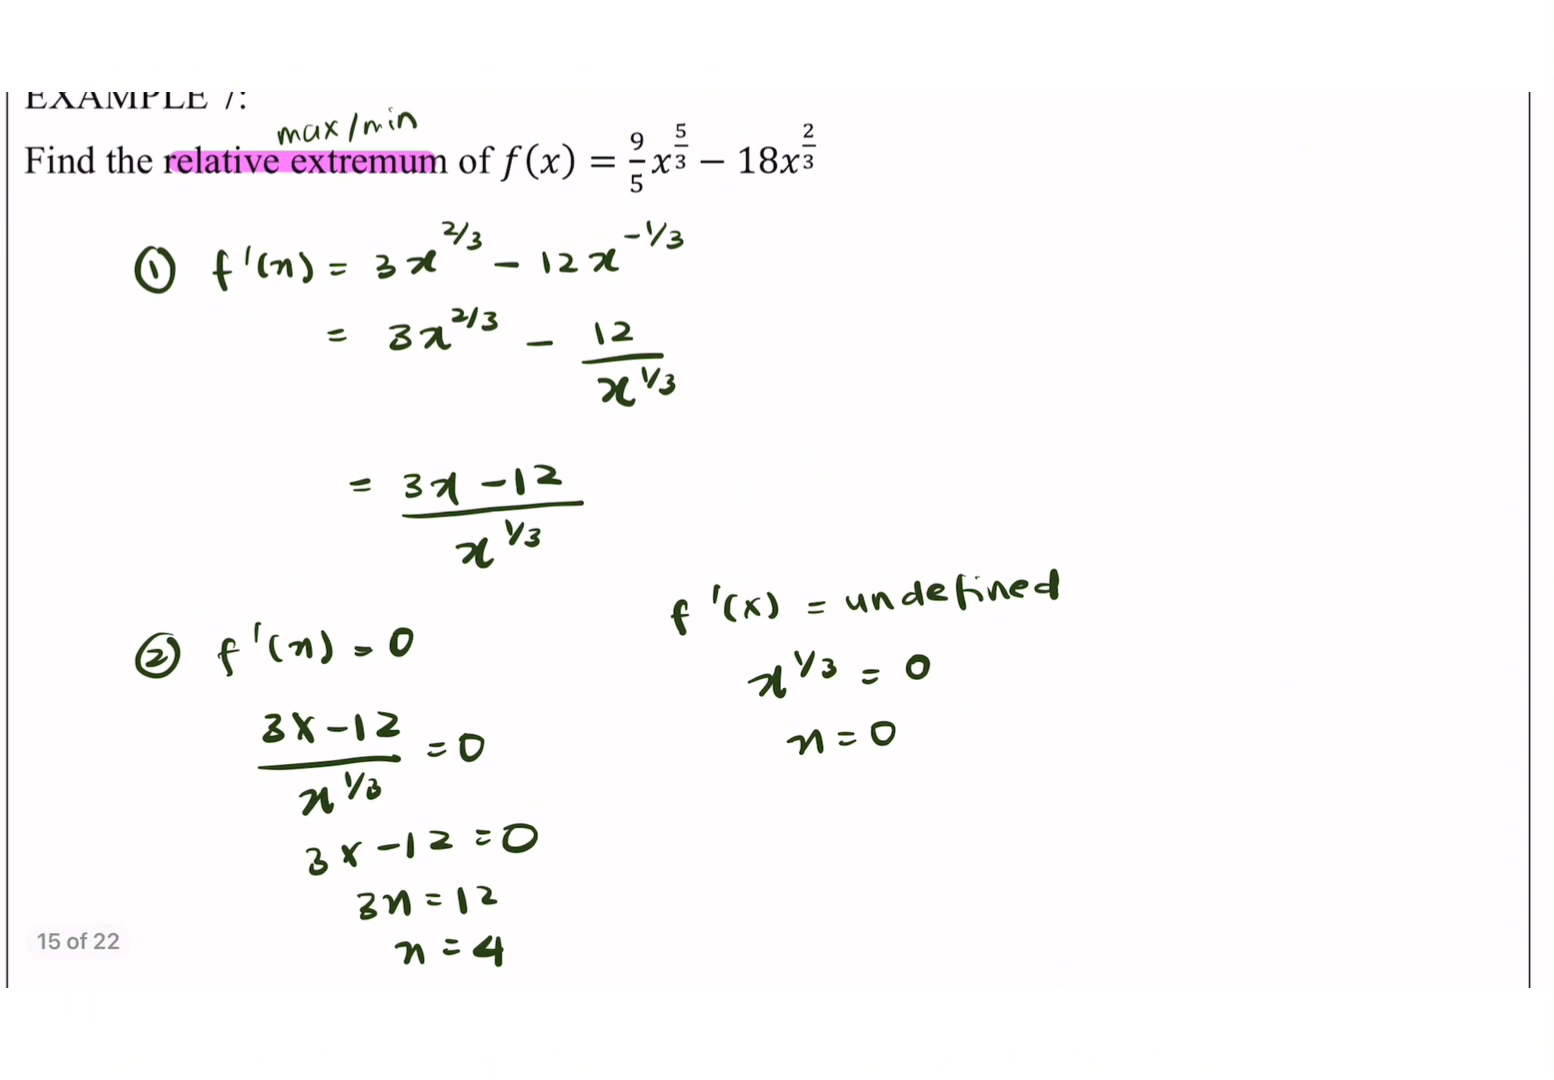 EXAMPLE 7:
max/min
Find the relative extremum of f(x) = 9/5 x^(5/3) − 18x^(2/3)
① f'(x) = 3x^(2/3) − 12x^(-1/3)
= 3x^(2/3) − 12/x^(1/3)
= (3x − 12)/x^(1/3)
② f'(x) = 0
(3x − 12)/x^(1/3) = 0
3x − 12 = 0
3x = 12
x = 4
f'(x) = undefined
x^(1/3) = 0
x = 0
15 of 22